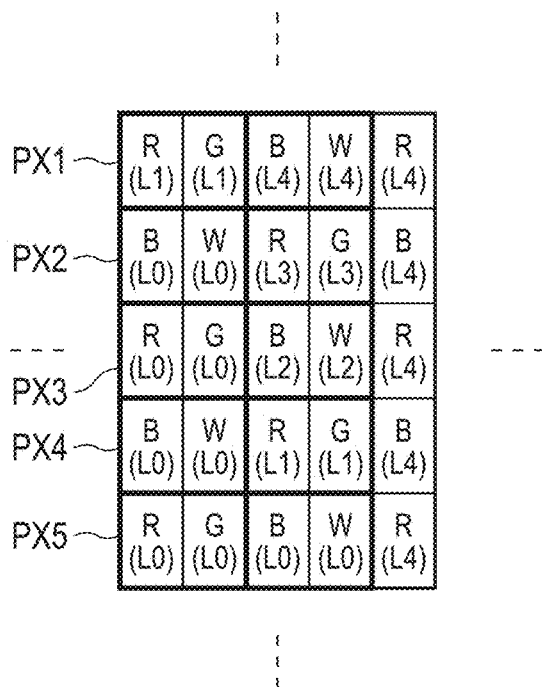 PX1 R G B W R
(L1) (L1) (L4) (L4) (L4)
PX2 B W R G B
(L0) (L0) (L3) (L3) (L4)
R G B W R
PX3 (L0) (L0) (L2) (L2) (L4)
PX4 B W R G B
(L0) (L0) (L1) (L1) (L4)
PX5 R G B W R
(L0) (L0) (L0) (L0) (L4)